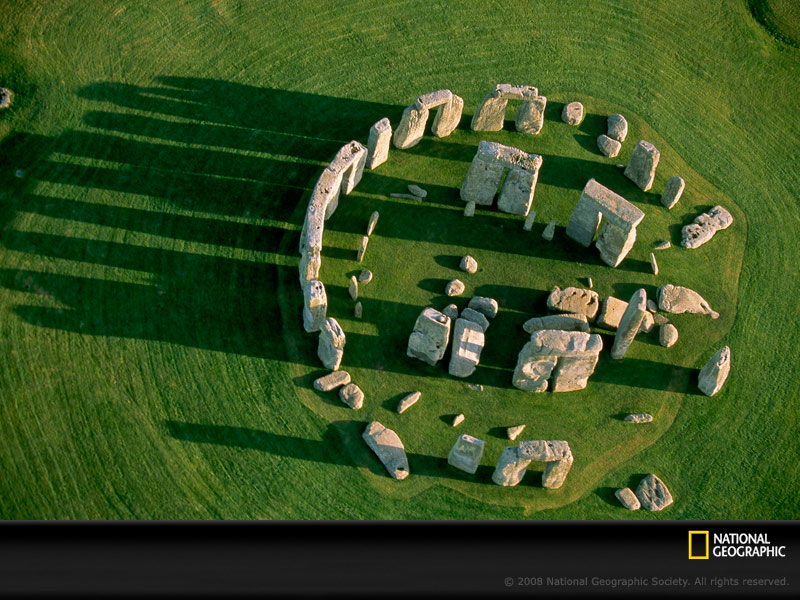 NATIONAL
GEOGRAPHIC
© 2008 National Geographic Society. All rights reserved.